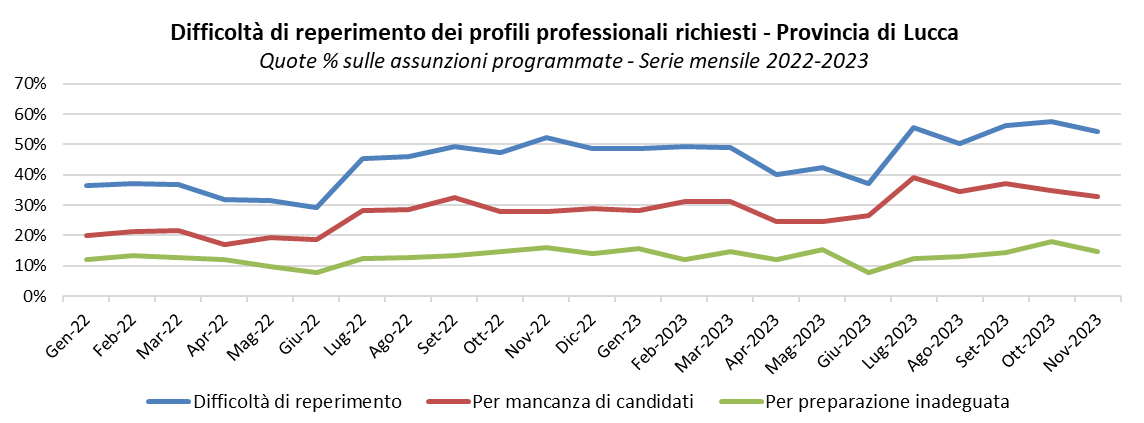 Difficoltà di reperimento dei profili professionali richiesti - Provincia di Lucca
Quote % sulle assunzioni programmate - Serie mensile 2022-2023
70%
60%
50%
40%
30%
20%
10%
0%
Gen-22
Feb-22
Mar-22
Apr-22
Mag-22
Giu-22
Lug-22
Ago-22
Set-22
Ott-22
Nov-22
Dic-22
Gen-23
Feb-2023
Mar-2023
Apr-2023
Mag-2023
Giu-2023
Lug-2023
Ago-2023
Set-2023
Ott-2023
Nov-2023
Difficoltà di reperimento
Per mancanza di candidati
Per preparazione inadeguata